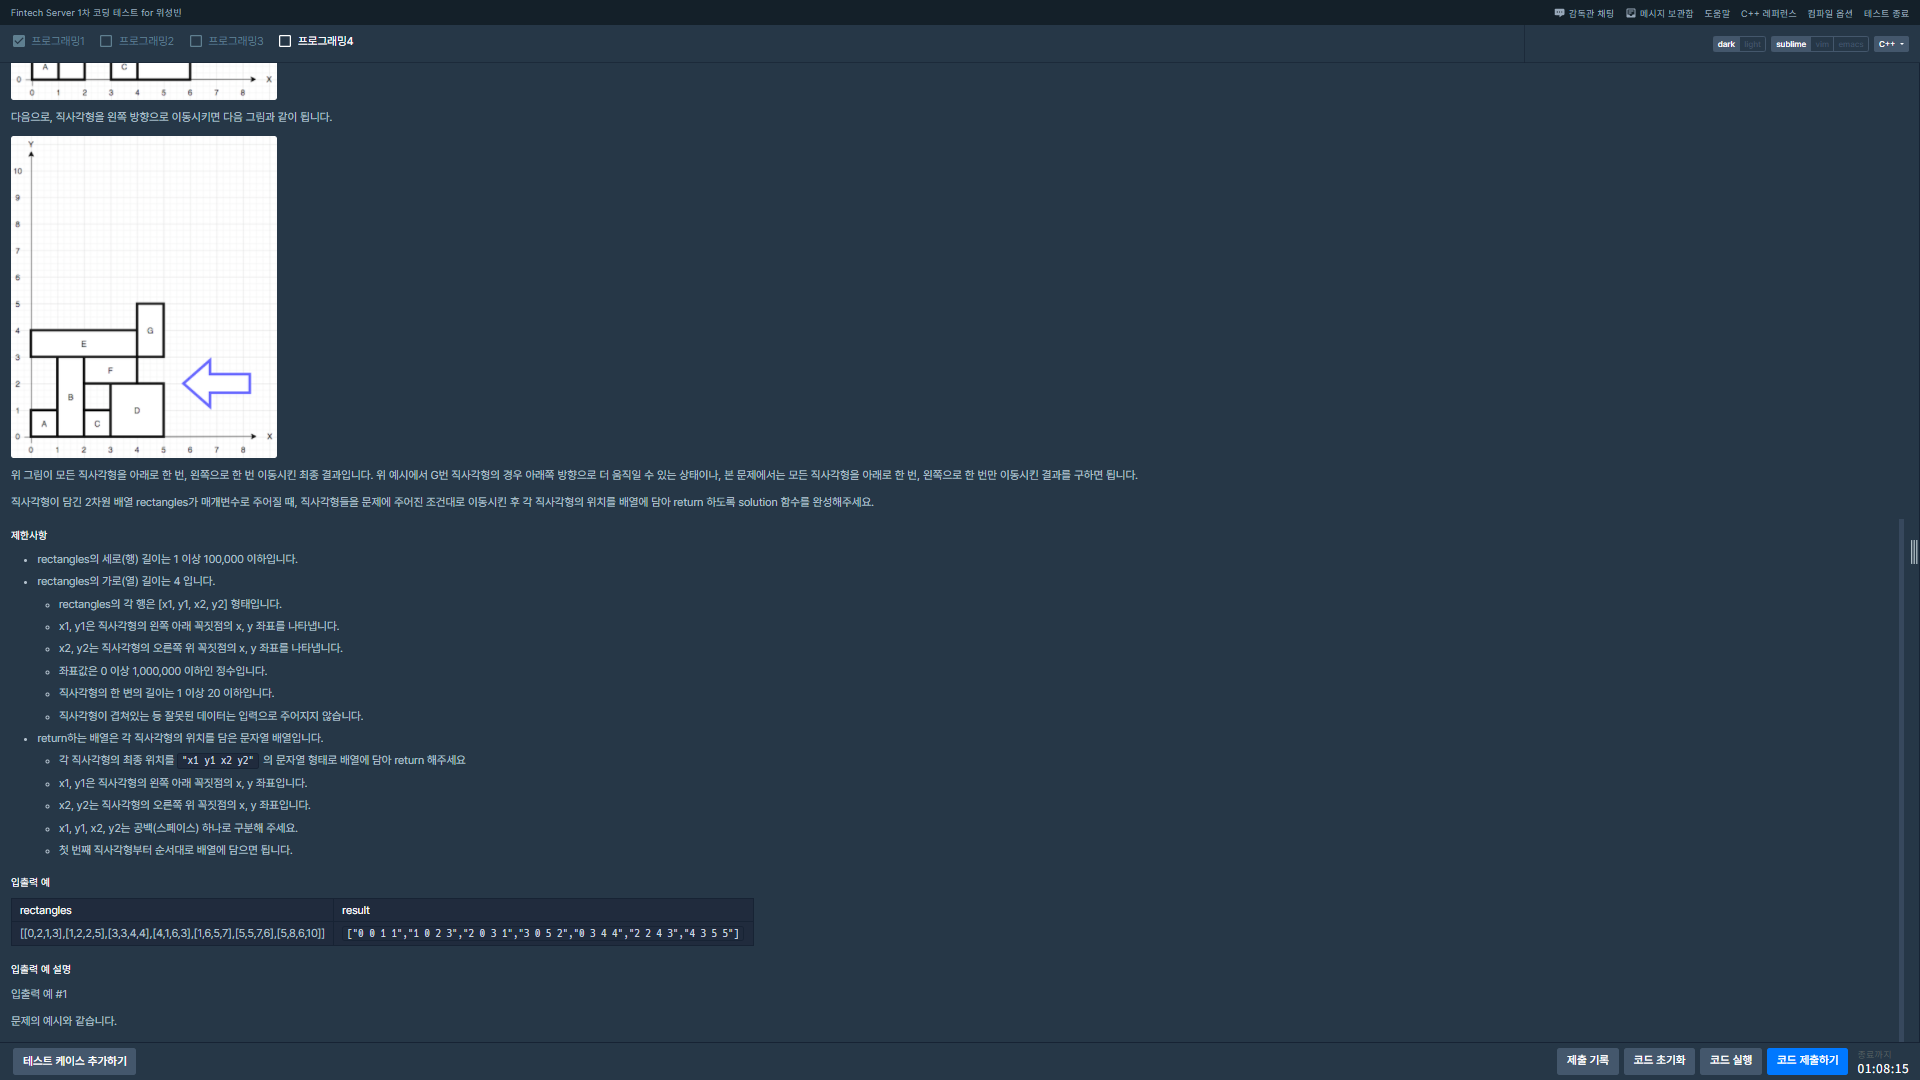 Fintech Server 1차 코딩 테스트 for 위성빈
감독관 채팅 메시지 보관함 도움말 C++ 레퍼런스 컴파일 옵션 테스트 종료
프로그래밍1 프로그래밍2 프로그래밍3 프로그래밍4
dark light sublime vim emacs C++
A C
0 X
0 1 2 3 4 5 6 7 8
다음으로, 직사각형을 왼쪽 방향으로 이동시키면 다음 그림과 같이 됩니다.
Y
10
9
8
7
6
5
4 G
E
3
F
2
B
D
1
A C
0 X
0 1 2 3 4 5 6 7 8
위 그림이 모든 직사각형을 아래로 한 번, 왼쪽으로 한 번 이동시킨 최종 결과입니다. 위 예시에서 G번 직사각형의 경우 아래쪽 방향으로 더 움직일 수 있는 상태이나, 본 문제에서는 모든 직사각형을 아래로 한 번, 왼쪽으로 한 번만 이동시킨 결과를 구하면 됩니다.
직사각형이 담긴 2차원 배열 rectangles가 매개변수로 주어질 때, 직사각형들을 문제에 주어진 조건대로 이동시킨 후 각 직사각형의 위치를 배열에 담아 return 하도록 solution 함수를 완성해주세요.
제한사항
rectangles의 세로(행) 길이는 1 이상 100,000 이하입니다.
rectangles의 가로(열) 길이는 4 입니다.
rectangles의 각 행은 [x1, y1, x2, y2] 형태입니다.
x1, y1은 직사각형의 왼쪽 아래 꼭짓점의 x, y 좌표를 나타냅니다.
x2, y2는 직사각형의 오른쪽 위 꼭짓점의 x, y 좌표를 나타냅니다.
좌표값은 0 이상 1,000,000 이하인 정수입니다.
직사각형의 한 번의 길이는 1 이상 20 이하입니다.
직사각형이 겹쳐있는 등 잘못된 데이터는 입력으로 주어지지 않습니다.
return하는 배열은 각 직사각형의 위치를 담은 문자열 배열입니다.
각 직사각형의 최종 위치를 "x1 y1 x2 y2" 의 문자열 형태로 배열에 담아 return 해주세요
x1, y1은 직사각형의 왼쪽 아래 꼭짓점의 x, y 좌표입니다.
x2, y2는 직사각형의 오른쪽 위 꼭짓점의 x, y 좌표입니다.
x1, y1, x2, y2는 공백(스페이스) 하나로 구분해 주세요.
첫 번째 직사각형부터 순서대로 배열에 담으면 됩니다.
입출력 예
rectangles result
[[0,2,1,3],[1,2,2,5],[3,3,4,4],[4,1,6,3],[1,6,5,7],[5,5,7,6],[5,8,6,10]] ["0 0 1 1","1 0 2 3","2 0 3 1","3 0 5 2","0 3 4 4","2 2 4 3","4 3 5 5"]
입출력 예 설명
입출력 예 #1
문제의 예시와 같습니다.
테스트 케이스 추가하기 제출 기록 코드 초기화 코드 실행 코드 제출하기 종료까지
01:08:15